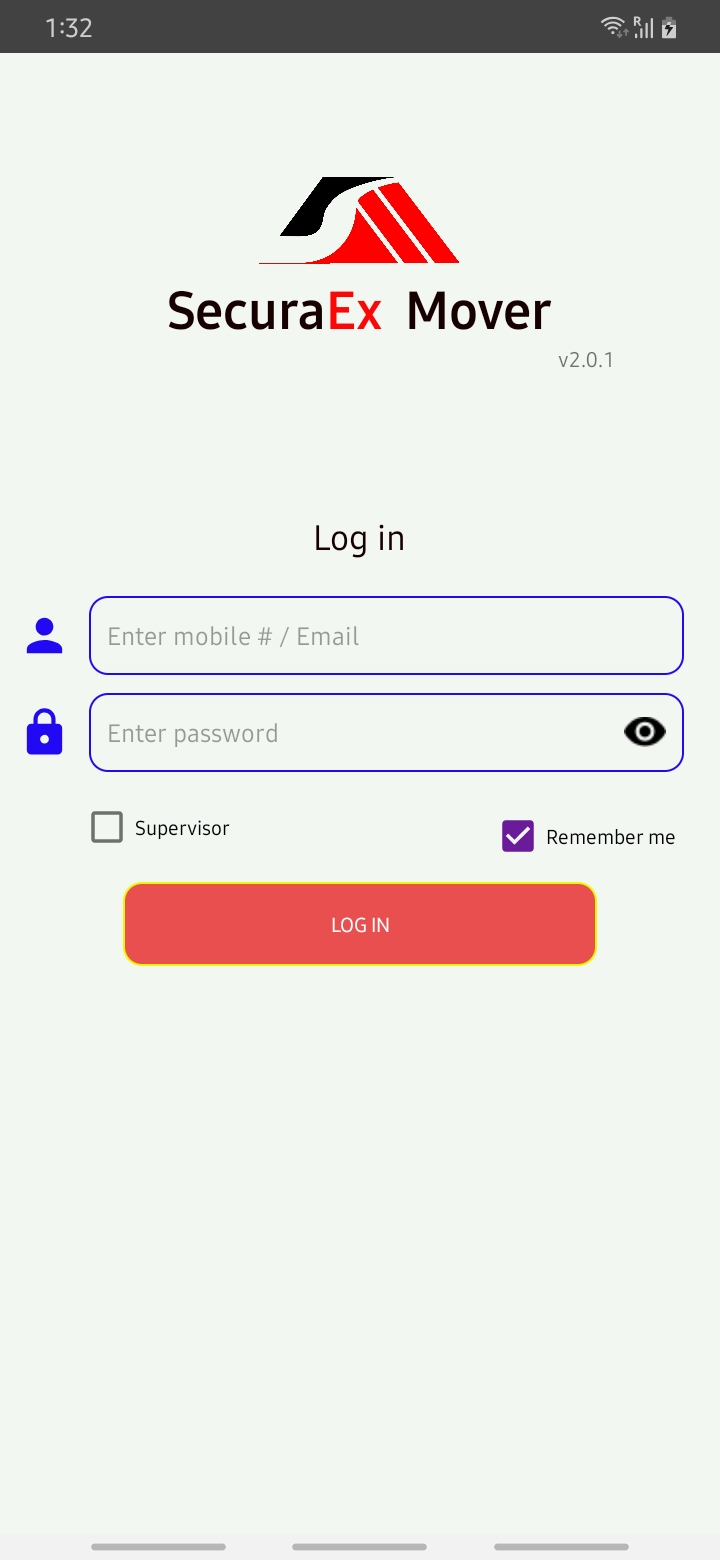 1:32
R
SecuraEx Mover
v2.0.1
Log in
Enter mobile # / Email
Enter password
Supervisor
Remember me
LOG IN